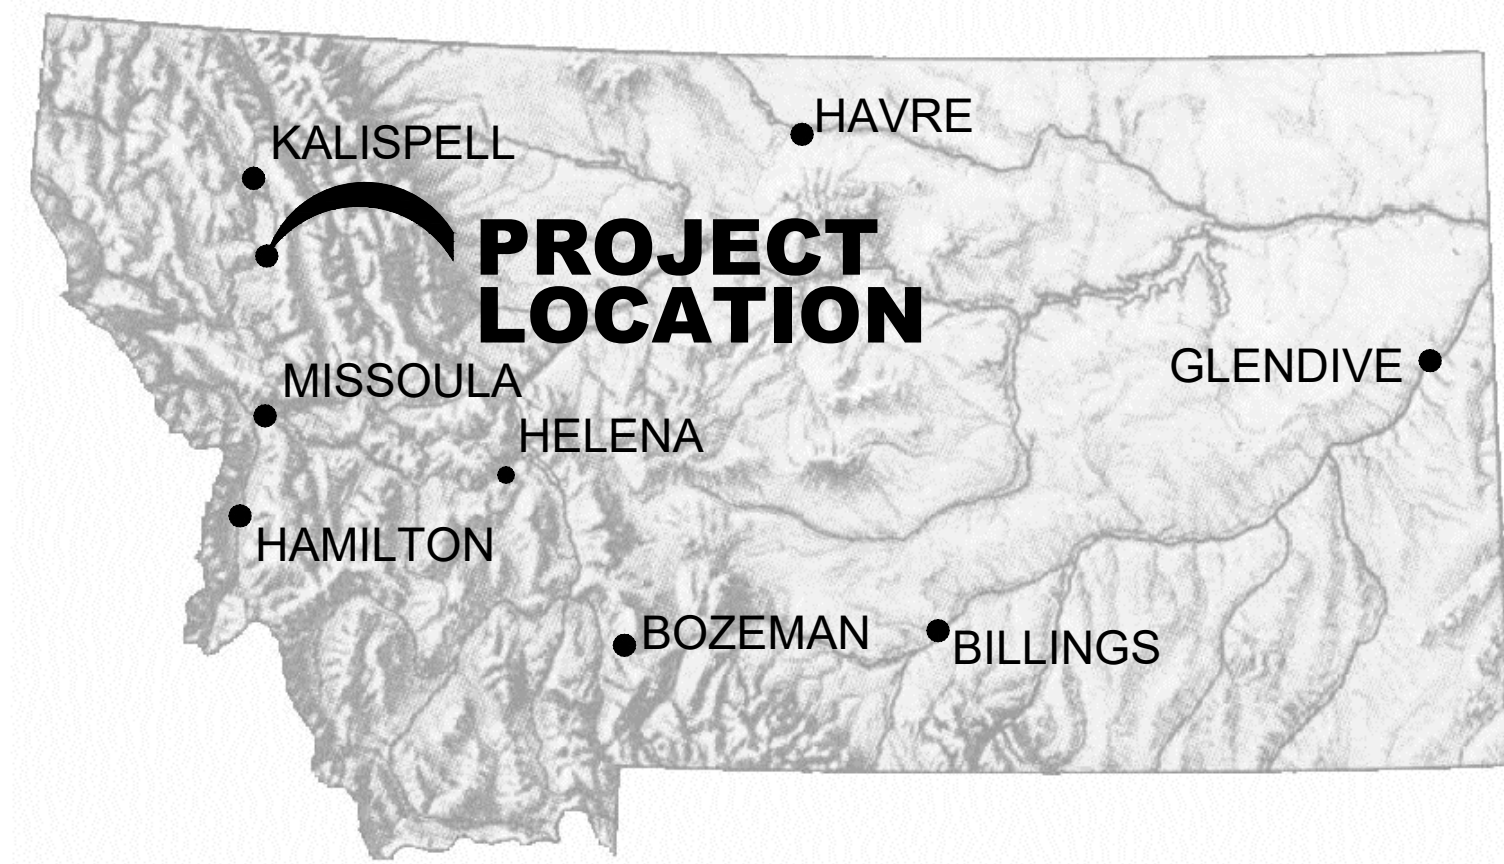 HAVRE
KALISPELL
PROJECT
LOCATION
GLENDIVE
MISSOULA
HELENA
HAMILTON
BOZEMAN
BILLINGS